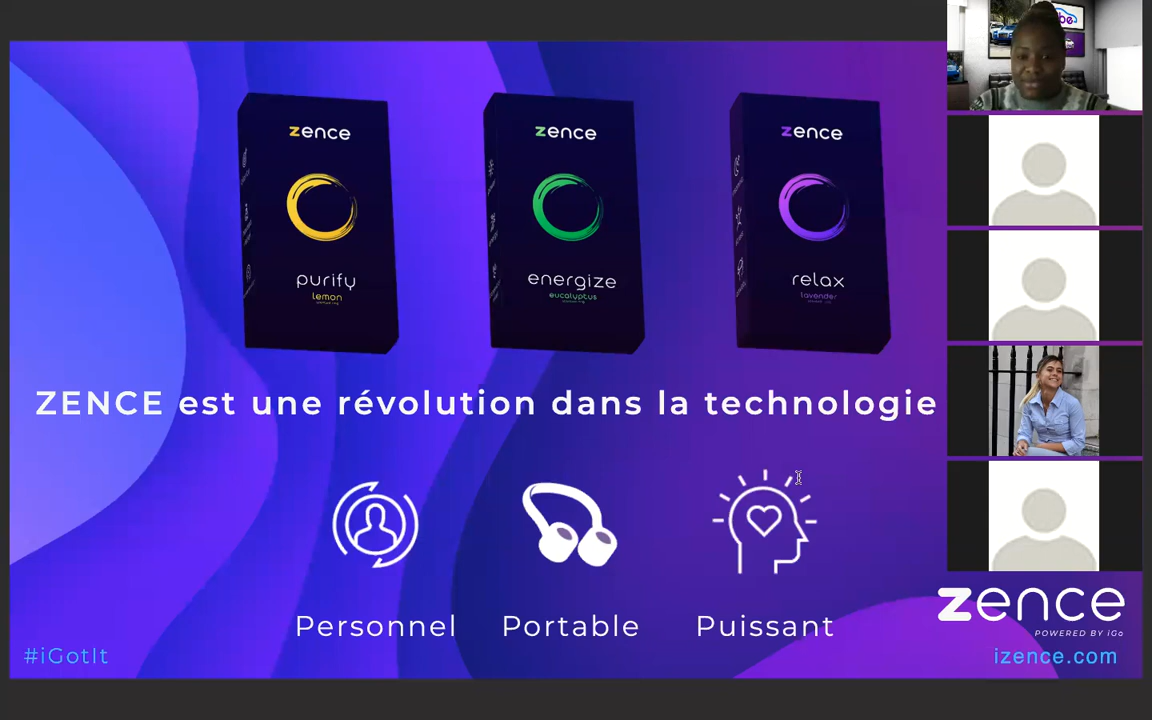 zence
purify
lemon
zence
energize
eucalyptus
zence
relax
lavender
ZENCE est une révolution dans la technologie
Personnel
Portable
Puissant
#iGotIt
zence
POWERED BY iGo
izence.com